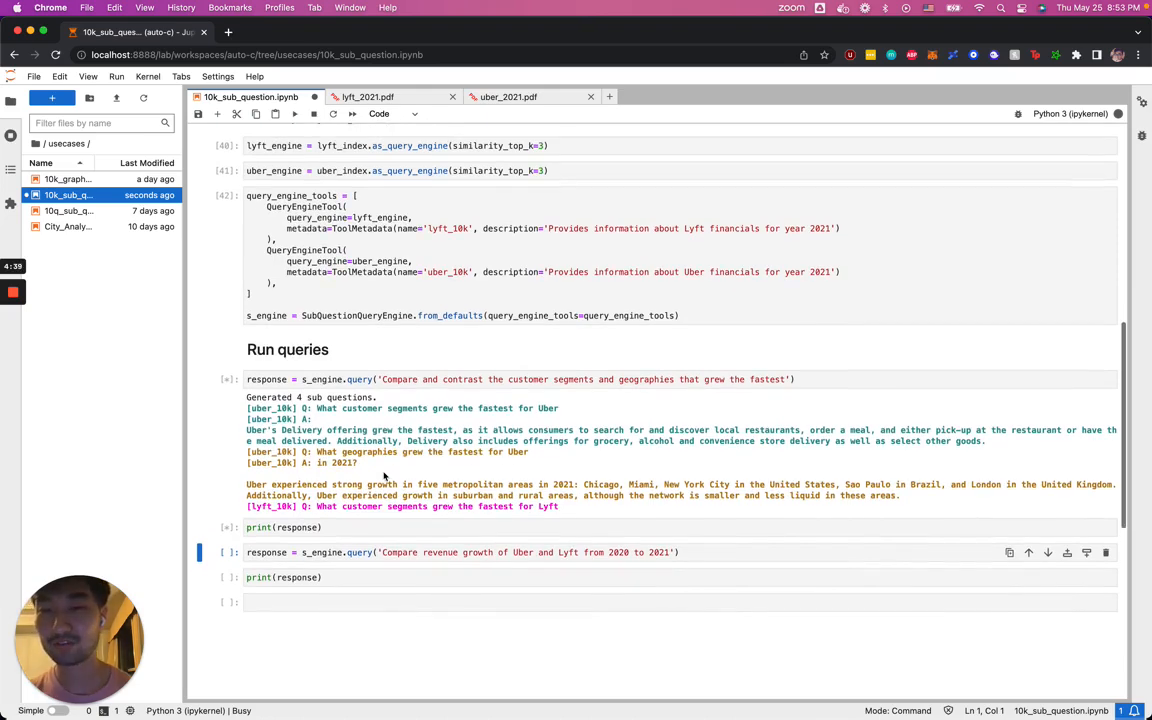 Chrome File Edit View History Bookmarks Profiles Tab Window Help zoom Thu May 25 8:53 PM
10k_sub_ques... (auto-c) - Jup
localhost:8888/lab/workspaces/auto-c/tree/usecases/10k_sub_question.ipynb
File Edit View Run Kernel Tabs Settings Help
10k_sub_question.ipynb lyft_2021.pdf uber_2021.pdf
Code Python 3 (ipykernel)
Filter files by name
/ usecases /
Name Last Modified
10k_graph... a day ago
10k_sub_q... seconds ago
10q_sub_q... 7 days ago
City_Analy... 10 days ago
4:39
[40]: lyft_engine = lyft_index.as_query_engine(similarity_top_k=3)
[41]: uber_engine = uber_index.as_query_engine(similarity_top_k=3)
[42]: query_engine_tools = [
QueryEngineTool(
query_engine=lyft_engine,
metadata=ToolMetadata(name='lyft_10k', description='Provides information about Lyft financials for year 2021')
),
QueryEngineTool(
query_engine=uber_engine,
metadata=ToolMetadata(name='uber_10k', description='Provides information about Uber financials for year 2021')
),
]
s_engine = SubQuestionQueryEngine.from_defaults(query_engine_tools=query_engine_tools)
Run queries
[*]: response = s_engine.query('Compare and contrast the customer segments and geographies that grew the fastest')
Generated 4 sub questions.
[uber_10k] Q: What customer segments grew the fastest for Uber
[uber_10k] A:
Uber's Delivery offering grew the fastest, as it allows consumers to search for and discover local restaurants, order a meal, and either pick-up at the restaurant or have th
e meal delivered. Additionally, Delivery also includes offerings for grocery, alcohol and convenience store delivery as well as select other goods.
[uber_10k] Q: What geographies grew the fastest for Uber
[uber_10k] A: in 2021?
Uber experienced strong growth in five metropolitan areas in 2021: Chicago, Miami, New York City in the United States, Sao Paulo in Brazil, and London in the United Kingdom.
Additionally, Uber experienced growth in suburban and rural areas, although the network is smaller and less liquid in these areas.
[lyft_10k] Q: What customer segments grew the fastest for Lyft
[*]: print(response)
[ ]: response = s_engine.query('Compare revenue growth of Uber and Lyft from 2020 to 2021')
[ ]: print(response)
[ ]:
Simple 0 1 Python 3 (ipykernel) | Busy Mode: Command Ln 1, Col 1 10k_sub_question.ipynb 1